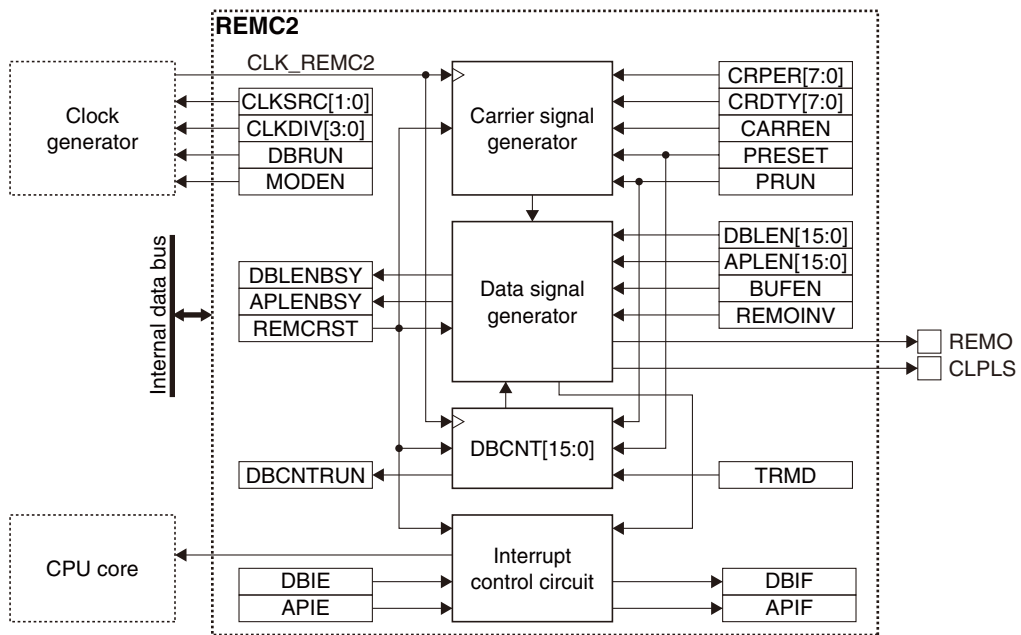 REMC2
CLK_REMC2
Clock
generator
CLKSRC[1:0]
CLKDIV[3:0]
DBRUN
MODEN
Carrier signal
generator
CRPER[7:0]
CRDTY[7:0]
CARREN
PRESET
PRUN
Internal data bus
DBLENBSY
APLENBSY
REMCRST
Data signal
generator
DBLEN[15:0]
APLEN[15:0]
BUFEN
REMOINV
REMO
CLPLS
DBCNT[15:0]
DBCNTRUN
TRMD
CPU core
Interrupt
control circuit
DBIE
APIE
DBIF
APIF